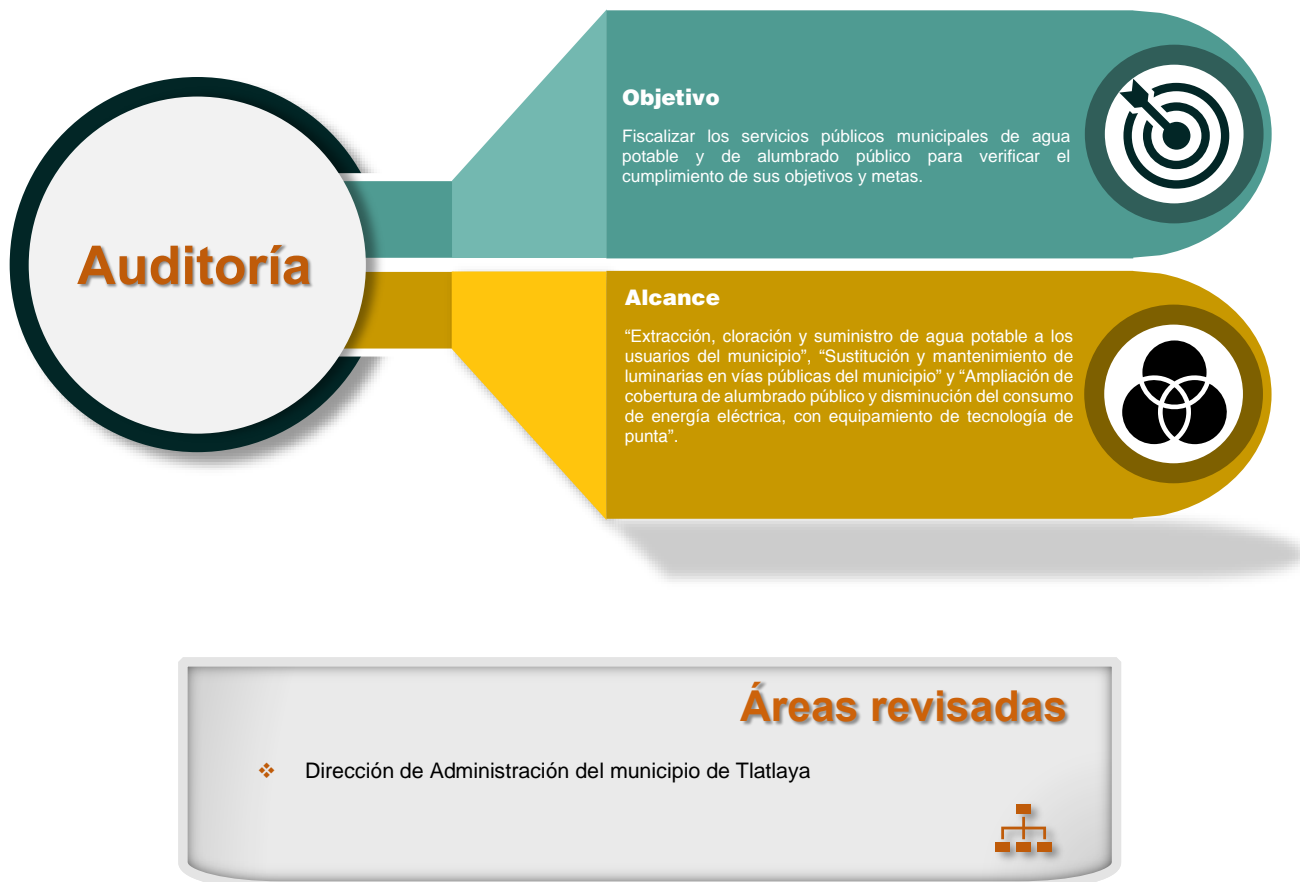 Auditoría
Objetivo
Fiscalizar los servicios públicos municipales de agua
potable y de alumbrado público para verificar el
cumplimiento de sus objetivos y metas.
Alcance
“Extracción, cloración y suministro de agua potable a los
usuarios del municipio”, “Sustitución y mantenimiento de
luminarias en vías públicas del municipio” y “Ampliación de
cobertura de alumbrado público y disminución del consumo
de energía eléctrica, con equipamiento de tecnología de
punta”.
Áreas revisadas
Dirección de Administración del municipio de Tlatlaya